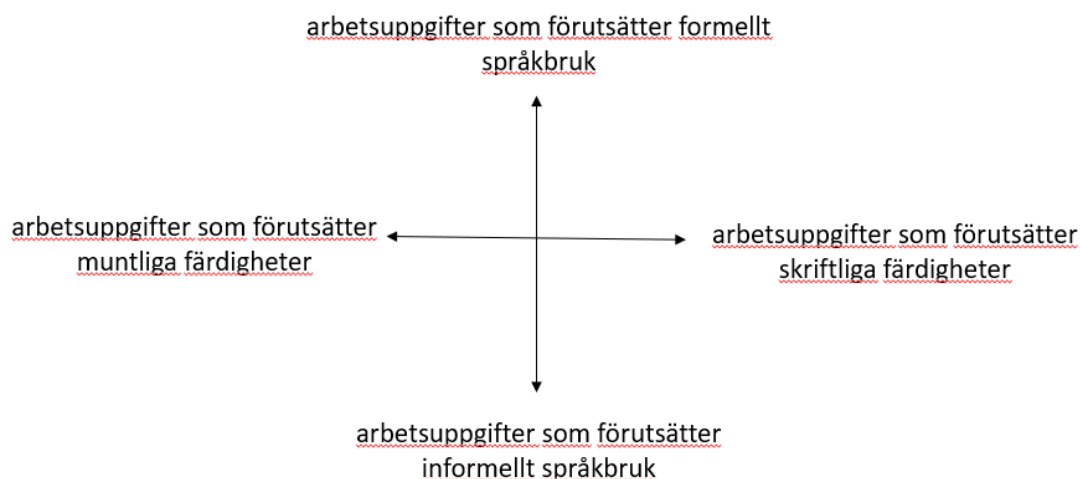 arbetsuppgifter som förutsätter formellt
språkbruk
arbetsuppgifter som förutsätter
muntliga färdigheter
arbetsuppgifter som förutsätter
skriftliga färdigheter
arbetsuppgifter som förutsätter
informellt språkbruk